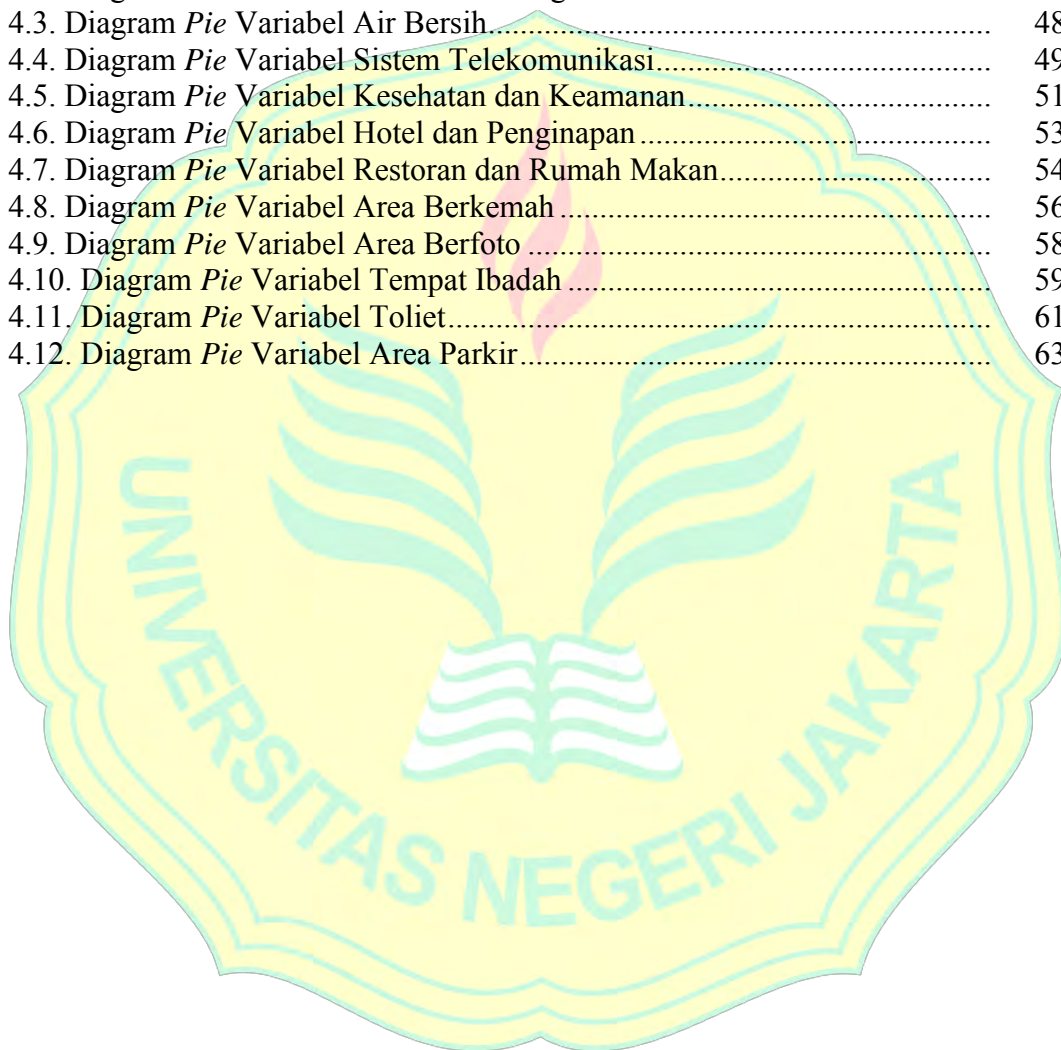 4.3. Diagram Pie Variabel Air Bersih................................................................ 48
4.4. Diagram Pie Variabel Sistem Telekomunikasi........................................... 49
4.5. Diagram Pie Variabel Kesehatan dan Keamanan....................................... 51
4.6. Diagram Pie Variabel Hotel dan Penginapan............................................. 53
4.7. Diagram Pie Variabel Restoran dan Rumah Makan................................... 54
4.8. Diagram Pie Variabel Area Berkemah....................................................... 56
4.9. Diagram Pie Variabel Area Berfoto........................................................... 58
4.10. Diagram Pie Variabel Tempat Ibadah...................................................... 59
4.11. Diagram Pie Variabel Toliet..................................................................... 61
4.12. Diagram Pie Variabel Area Parkir............................................................ 63
UNIVERSITAS NEGERI JAKARTA